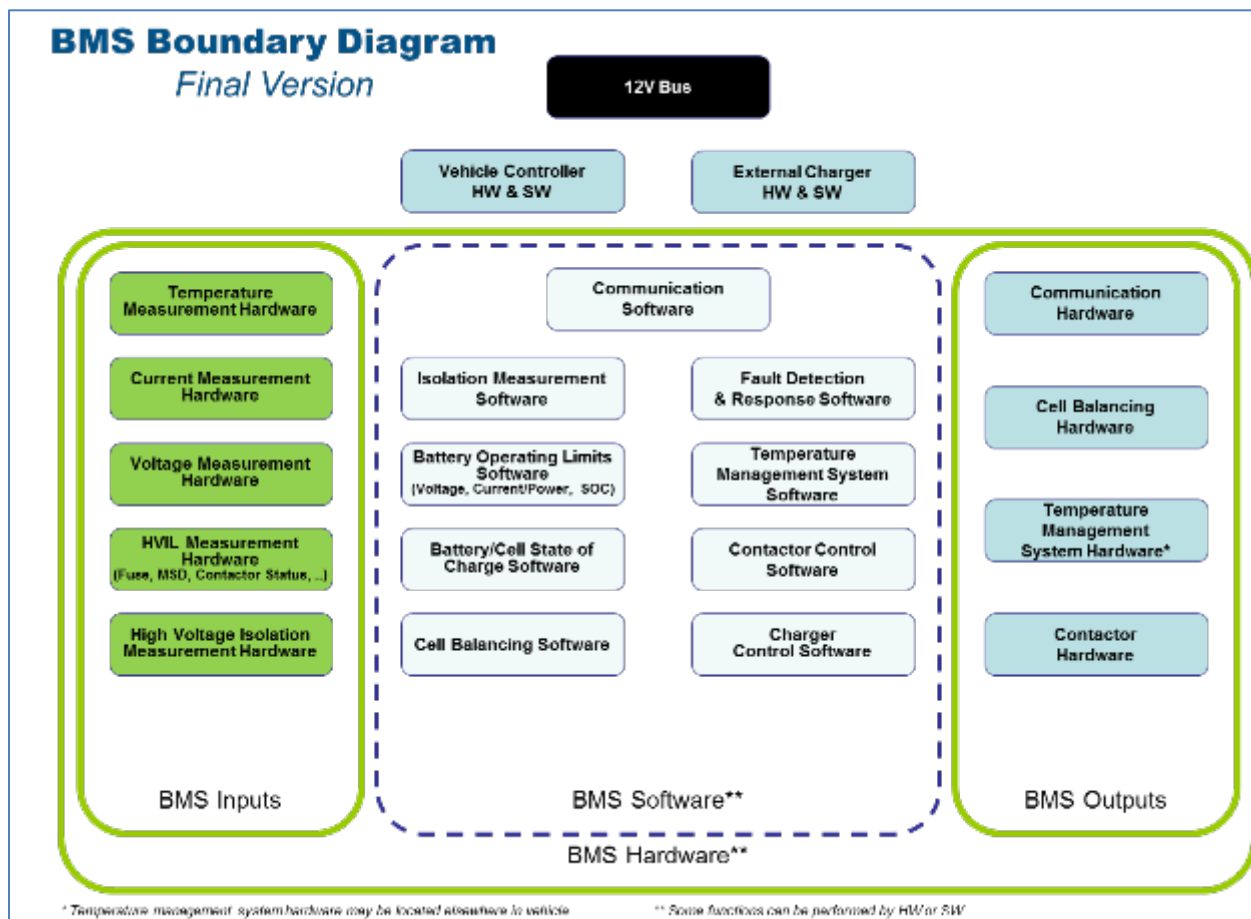 BMS Boundary Diagram
Final Version
12V Bus
Vehicle Controller
HW & SW
External Charger
HW & SW
Temperature
Measurement Hardware
Current Measurement
Hardware
Voltage Measurement
Hardware
HVIL Measurement
Hardware
(Fuse, MSD, Contactor Status, ..)
High Voltage Isolation
Measurement Hardware
BMS Inputs
Communication
Software
Isolation Measurement
Software
Fault Detection
& Response Software
Battery Operating Limits
Software
(Voltage, Current/Power, SOC)
Temperature
Management System
Software
Battery/Cell State of
Charge Software
Contactor Control
Software
Cell Balancing Software
Charger
Control Software
BMS Software**
Communication
Hardware
Cell Balancing
Hardware
Temperature
Management
System Hardware*
Contactor
Hardware
BMS Outputs
BMS Hardware**
* Temperature management system hardware may be located elsewhere in vehicle
** Some functions can be performed by HW or SW